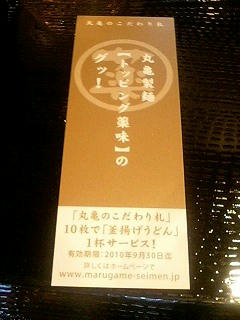 丸亀のこだわり札
薬
丸亀製麺
【トッピング薬味】の
グッ！
「丸亀のこだわり札」
10枚で「釜揚げうどん」
1杯サービス！
有効期限：2010年9月30日迄
詳しくはホームページで
www.marugame-seimen.jp